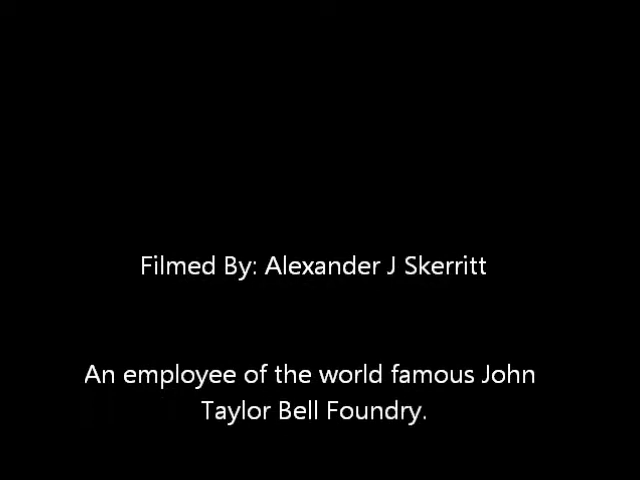 Filmed By: Alexander J Skerritt
An employee of the world famous John
Taylor Bell Foundry.